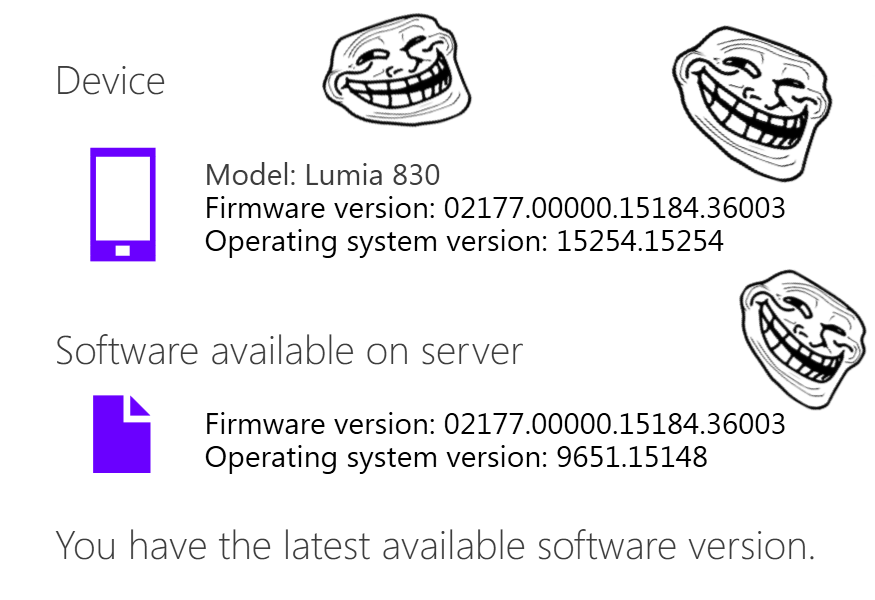 Device
Model: Lumia 830
Firmware version: 02177.00000.15184.36003
Operating system version: 15254.15254
Software available on server
Firmware version: 02177.00000.15184.36003
Operating system version: 9651.15148
You have the latest available software version.